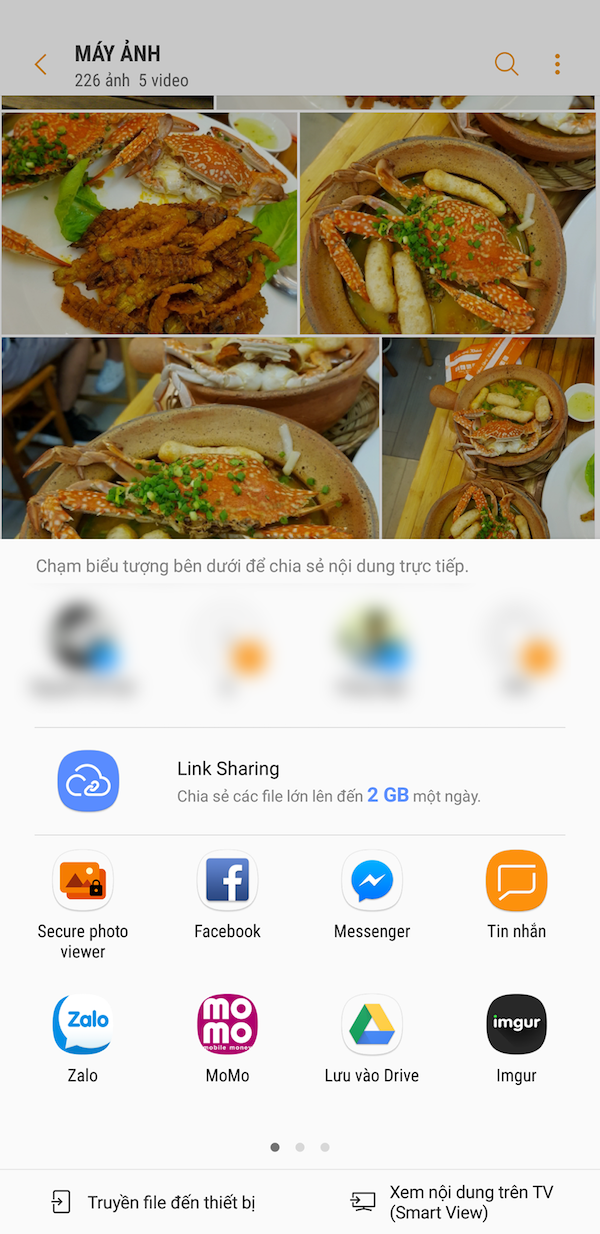 MÁY ẢNH
226 ảnh 5 video
Chạm biểu tượng bên dưới để chia sẻ nội dung trực tiếp.
Link Sharing
Chia sẻ các file lớn lên đến 2 GB một ngày.
Secure photo viewer
Facebook
Messenger
Tin nhắn
Zalo
mo
mo
mobile money
imgur
Zalo
MoMo
Lưu vào Drive
Imgur
Truyền file đến thiết bị
Xem nội dung trên TV
(Smart View)